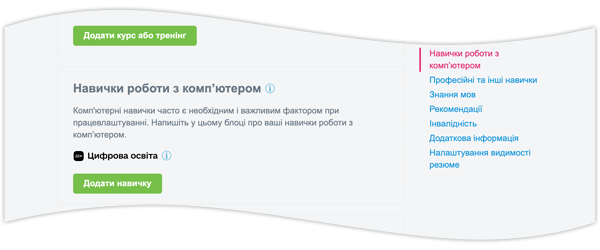 Додати курс або тренінг
Навички роботи з комп'ютером
Комп'ютерні навички часто є необхідним і важливим фактором при
працевлаштуванні. Напишіть у цьому блоці про ваші навички роботи з
комп'ютером.
Дія Цифрова освіта
Додати навичку
Навички роботи з
комп'ютером
Професійні та інші навички
Знання мов
Рекомендації
Інвалідність
Додаткова інформація
Налаштування видимості
резюме